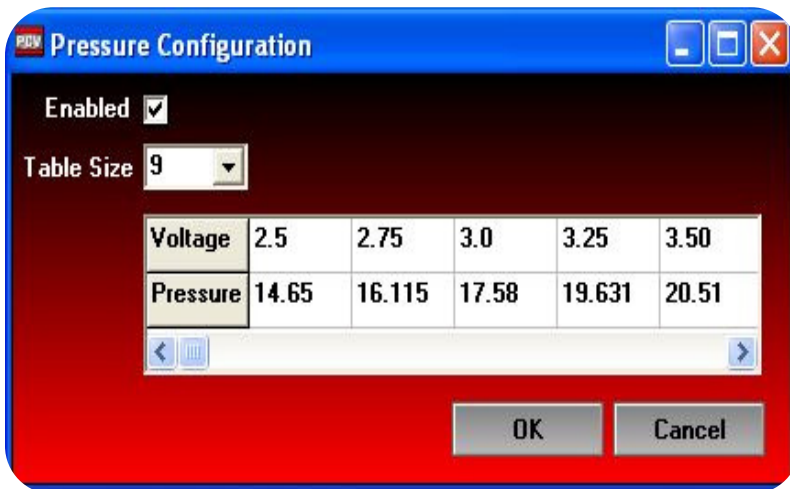 PCV Pressure Configuration
Enabled
Table Size 9
Voltage 2.5 2.75 3.0 3.25 3.50
Pressure 14.65 16.115 17.58 19.631 20.51
OK Cancel